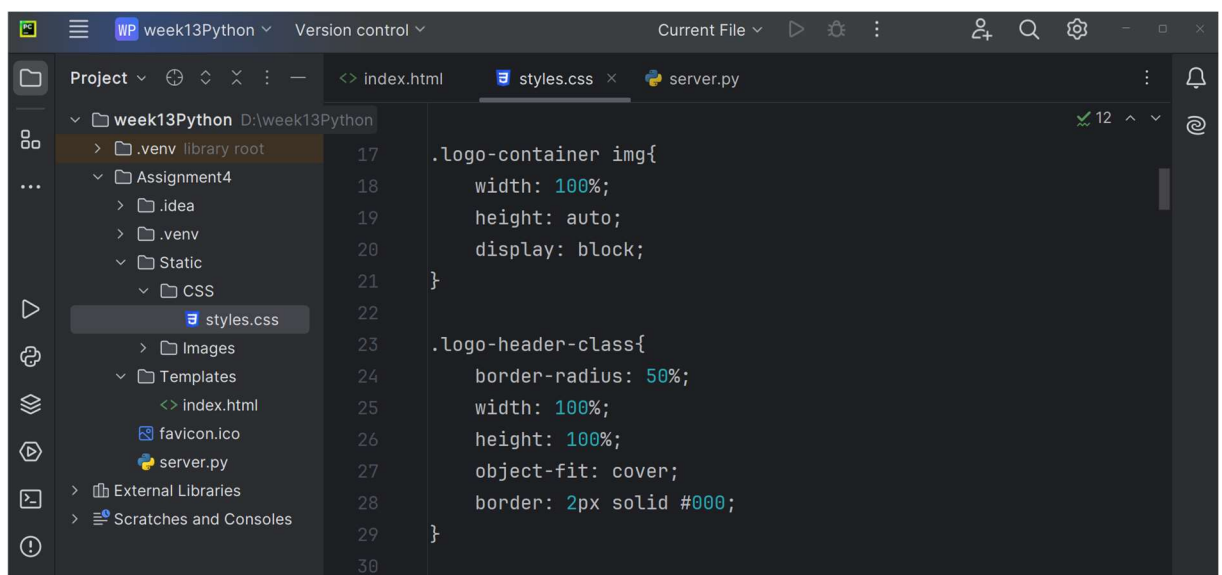 PC WP week13Python Version control Current File
Project
index.html styles.css server.py
week13Python D:\week13Python
12
.venv library root
Assignment4
.idea
.venv
Static
CSS
styles.css
Images
Templates
index.html
favicon.ico
server.py
External Libraries
Scratches and Consoles
17 .logo-container img{
18 width: 100%;
19 height: auto;
20 display: block;
21 }
22
23 .logo-header-class{
24 border-radius: 50%;
25 width: 100%;
26 height: 100%;
27 object-fit: cover;
28 border: 2px solid #000;
29 }
30